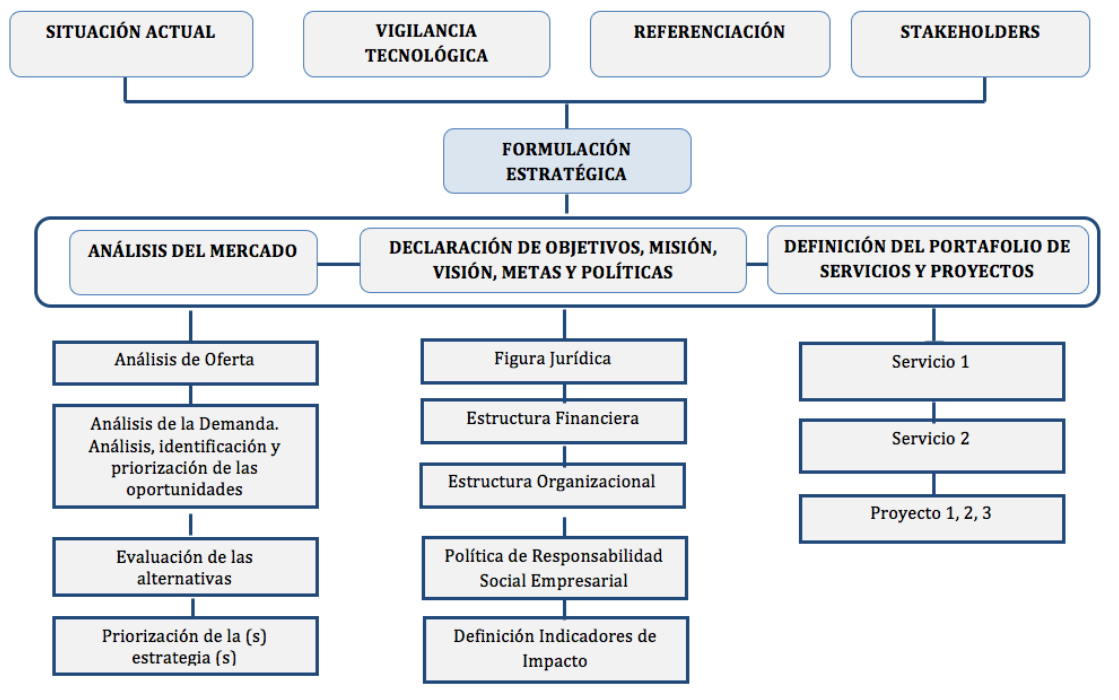 SITUACIÓN ACTUAL
VIGILANCIA
TECNOLÓGICA
REFERENCIACIÓN
STAKEHOLDERS
FORMULACIÓN
ESTRATÉGICA
ANÁLISIS DEL MERCADO
DECLARACIÓN DE OBJETIVOS, MISIÓN,
VISIÓN, METAS Y POLÍTICAS
DEFINICIÓN DEL PORTAFOLIO DE
SERVICIOS Y PROYECTOS
Análisis de Oferta
Análisis de la Demanda.
Análisis, identificación y
priorización de las
oportunidades
Evaluación de las
alternativas
Priorización de la (s)
estrategia (s)
Figura Jurídica
Estructura Financiera
Estructura Organizacional
Política de Responsabilidad
Social Empresarial
Definición Indicadores de
Impacto
Servicio 1
Servicio 2
Proyecto 1, 2, 3